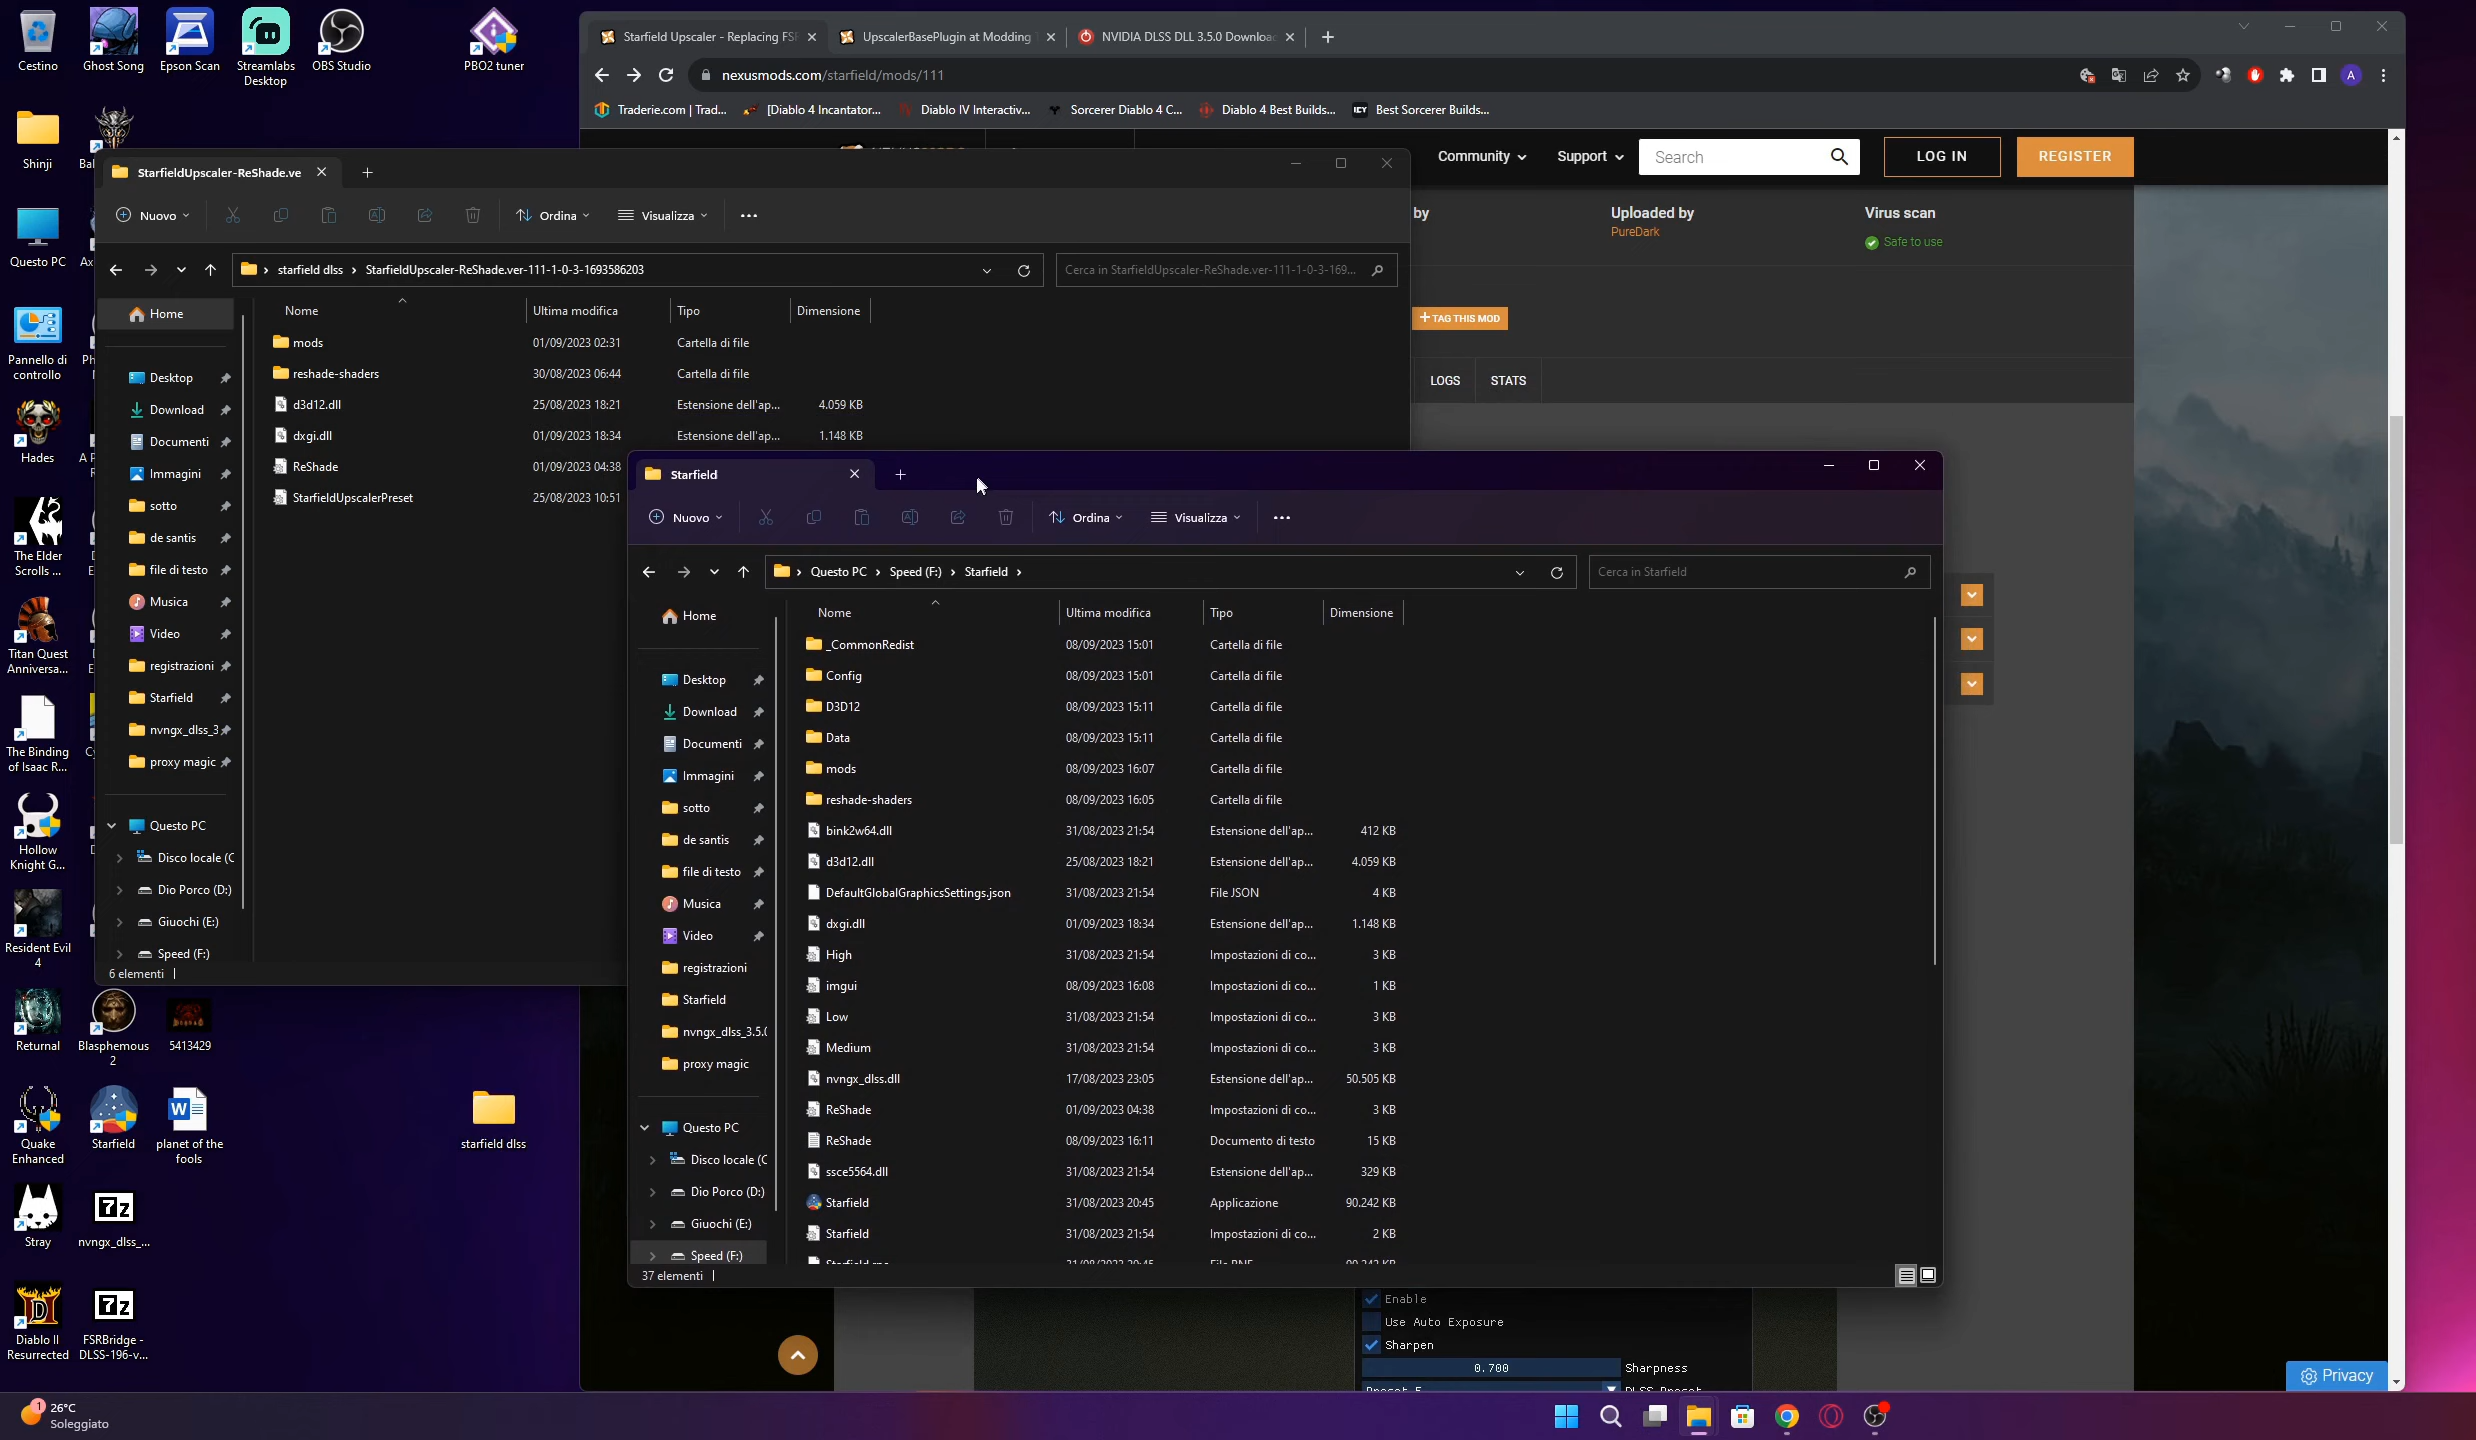 Cestino
Ghost Song
Epson Scan
Streamlabs
Desktop
OBS Studio
PBO2 tuner
Shinji
Questo PC
Pannello di
controllo
Hades
The Elder
Scrolls ...
Titan Quest
Anniversa...
The Binding
of Isaac R...
Hollow
Knight G...
Resident Evil
4
Returnal
Blasphemous
2
5413429
Quake
Enhanced
Starfield
planet of the
fools
starfield dlss
Stray
nvngx_dlss_...
Diablo II
Resurrected
FSRBridge -
DLSS-196-v...
Starfield Upscaler - Replacing FS
UpscalerBasePlugin at Modding
NVIDIA DLSS DLL 3.5.0 Downloa
nexusmods.com/starfield/mods/111
A
Traderie.com | Trad...
[Diablo 4 Incantator...
Diablo IV Interactiv...
Sorcerer Diablo 4 C...
Diablo 4 Best Builds...
ICY
Best Sorcerer Builds...
Community
Support
Search
LOG IN
REGISTER
by
Uploaded by
PureDark
Virus scan
Safe to use
TAG THIS MOD
LOGS
STATS
StarfieldUpscaler-ReShade.ve
Nuovo
Ordina
Visualizza
starfield dlss > StarfieldUpscaler-ReShade.ver-111-1-0-3-1693586203
Cerca in StarfieldUpscaler-ReShade.ver-111-1-0-3-169...
Home
Desktop
Download
Documenti
Immagini
sotto
de santis
file di testo
Musica
Video
registrazioni
Starfield
nvngx_dlss_3
proxy magic
Questo PC
Disco locale (C
Dio Porco (D:)
Giuochi (E:)
Speed (F:)
Nome Ultima modifica Tipo Dimensione
mods 01/09/2023 02:31 Cartella di file
reshade-shaders 30/08/2023 06:44 Cartella di file
d3d12.dll 25/08/2023 18:21 Estensione dell'ap... 4.059 KB
dxgi.dll 01/09/2023 18:34 Estensione dell'ap... 1.148 KB
ReShade 01/09/2023 04:38
StarfieldUpscalerPreset 25/08/2023 10:51
6 elementi
Starfield
Nuovo
Ordina
Visualizza
Questo PC > Speed (F:) > Starfield >
Cerca in Starfield
Home
Desktop
Download
Documenti
Immagini
sotto
de santis
file di testo
Musica
Video
registrazioni
Starfield
nvngx_dlss_3.5.(
proxy magic
Questo PC
Disco locale (C
Dio Porco (D:)
Giuochi (E:)
Speed (F:)
Nome Ultima modifica Tipo Dimensione
_CommonRedist 08/09/2023 15:01 Cartella di file
Config 08/09/2023 15:01 Cartella di file
D3D12 08/09/2023 15:11 Cartella di file
Data 08/09/2023 15:11 Cartella di file
mods 08/09/2023 16:07 Cartella di file
reshade-shaders 08/09/2023 16:05 Cartella di file
bink2w64.dll 31/08/2023 21:54 Estensione dell'ap... 412 KB
d3d12.dll 25/08/2023 18:21 Estensione dell'ap... 4.059 KB
DefaultGlobalGraphicsSettings.json 31/08/2023 21:54 File JSON 4 KB
dxgi.dll 01/09/2023 18:34 Estensione dell'ap... 1.148 KB
High 31/08/2023 21:54 Impostazioni di co... 3 KB
imgui 08/09/2023 16:08 Impostazioni di co... 1 KB
Low 31/08/2023 21:54 Impostazioni di co... 3 KB
Medium 31/08/2023 21:54 Impostazioni di co... 3 KB
nvngx_dlss.dll 17/08/2023 23:05 Estensione dell'ap... 50.505 KB
ReShade 01/09/2023 04:38 Impostazioni di co... 3 KB
ReShade 08/09/2023 16:11 Documento di testo 15 KB
ssce5564.dll 31/08/2023 21:54 Estensione dell'ap... 329 KB
Starfield 31/08/2023 20:45 Applicazione 90.242 KB
Starfield 31/08/2023 21:54 Impostazioni di co... 2 KB
37 elementi
Enable
Use Auto Exposure
Sharpen
0.700 Sharpness
Privacy
1
26°C
Soleggiato